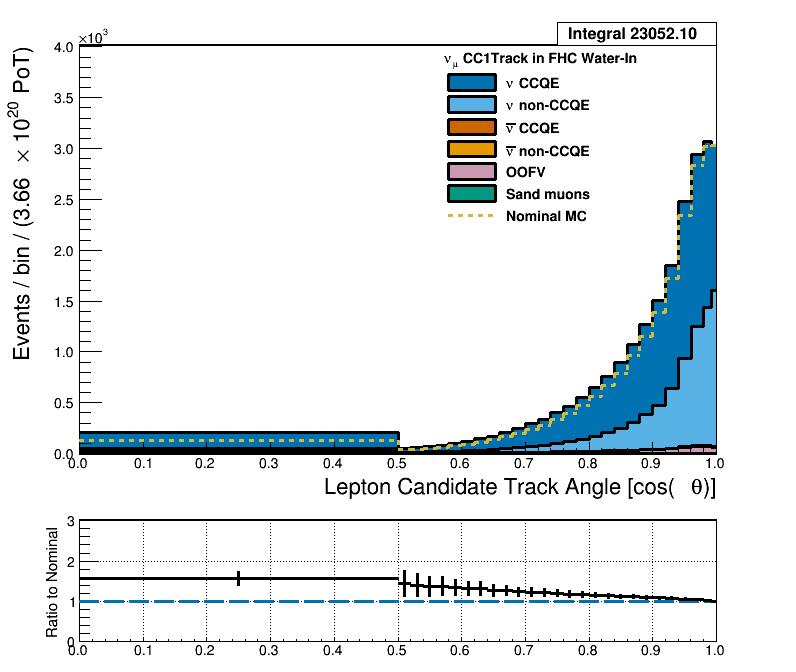 Integral 23052.10
×10³
ν_μ CC1Track in FHC Water-In
ν CCQE
ν non-CCQE
ν̅ CCQE
ν̅ non-CCQE
OOFV
Sand muons
Nominal MC
Events / bin / (3.66 × 10²⁰ PoT)
4.0
3.5
3.0
2.5
2.0
1.5
1.0
0.5
0.0
0.0 0.1 0.2 0.3 0.4 0.5 0.6 0.7 0.8 0.9 1.0
Lepton Candidate Track Angle [cos( θ)]
Ratio to Nominal
3
2
1
0
0.0 0.1 0.2 0.3 0.4 0.5 0.6 0.7 0.8 0.9 1.0